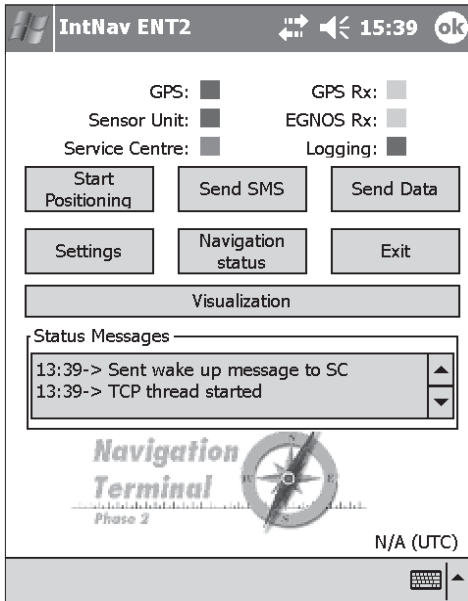 IntNav ENT2 15:39 ok
GPS: GPS Rx:
Sensor Unit: EGNOS Rx:
Service Centre: Logging:
Start Positioning Send SMS Send Data
Settings Navigation status Exit
Visualization
Status Messages
13:39-> Sent wake up message to SC
13:39-> TCP thread started
Navigation
Terminal
Phase 2
N/A (UTC)